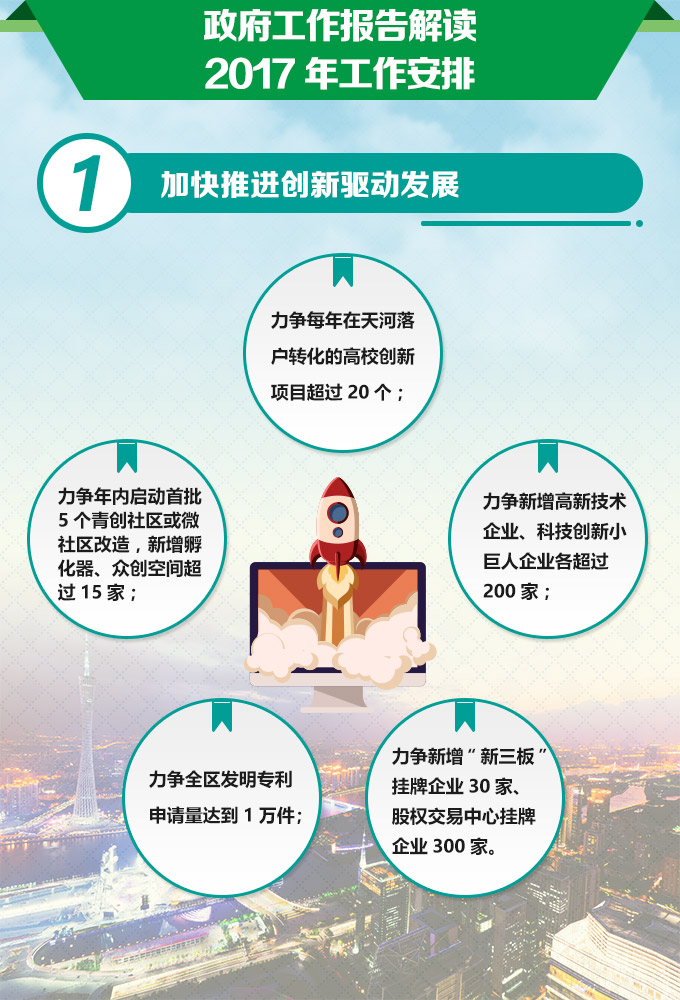 政府工作报告解读
2017 年工作安排
1
加快推进创新驱动发展
力争每年在天河落
户转化的高校创新
项目超过 20 个；
力争年内启动首批
5 个青创社区或微
社区改造，新增孵
化器、众创空间超
过 15 家；
力争新增高新技术
企业、科技创新小
巨人企业各超过
200 家；
力争全区发明专利
申请量达到 1 万件；
力争新增“新三板”
挂牌企业 30 家、
股权交易中心挂牌
企业 300 家。